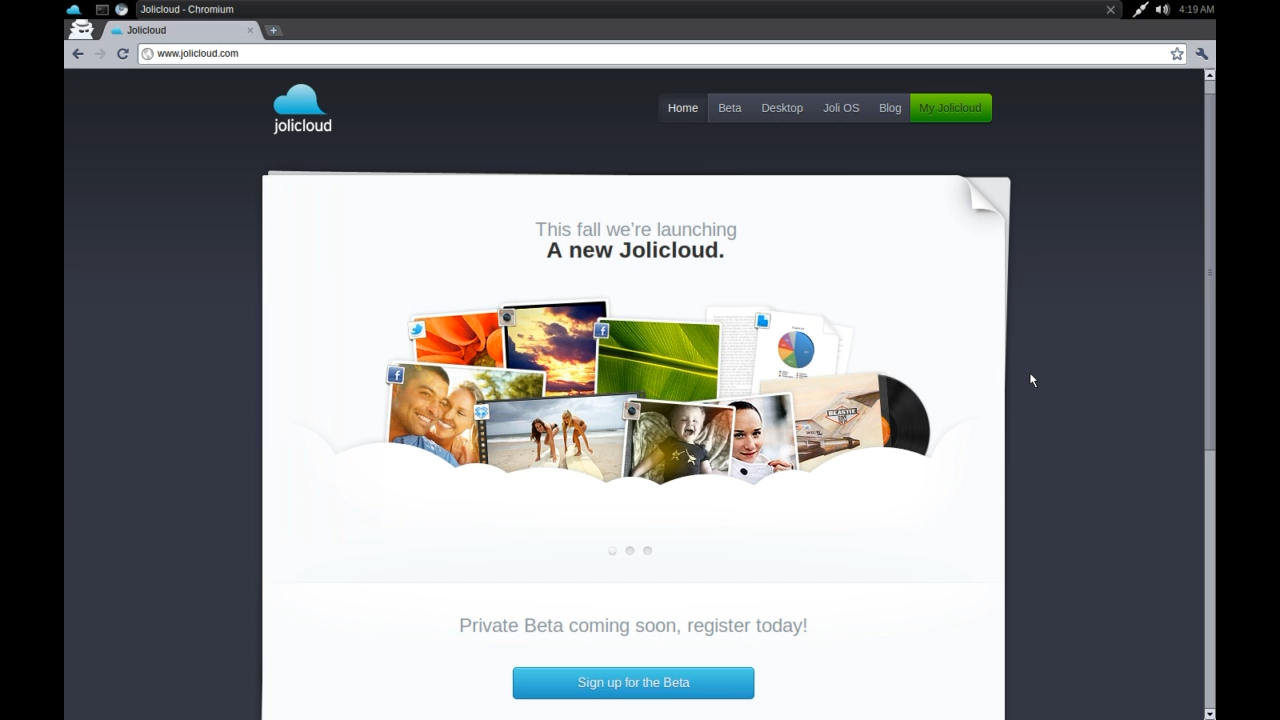 Jolicloud - Chromium
4:19 AM
Jolicloud
www.jolicloud.com
jolicloud
Home Beta Desktop Joli OS Blog My Jolicloud
This fall we're launching
A new Jolicloud.
BEASTIE
Private Beta coming soon, register today!
Sign up for the Beta